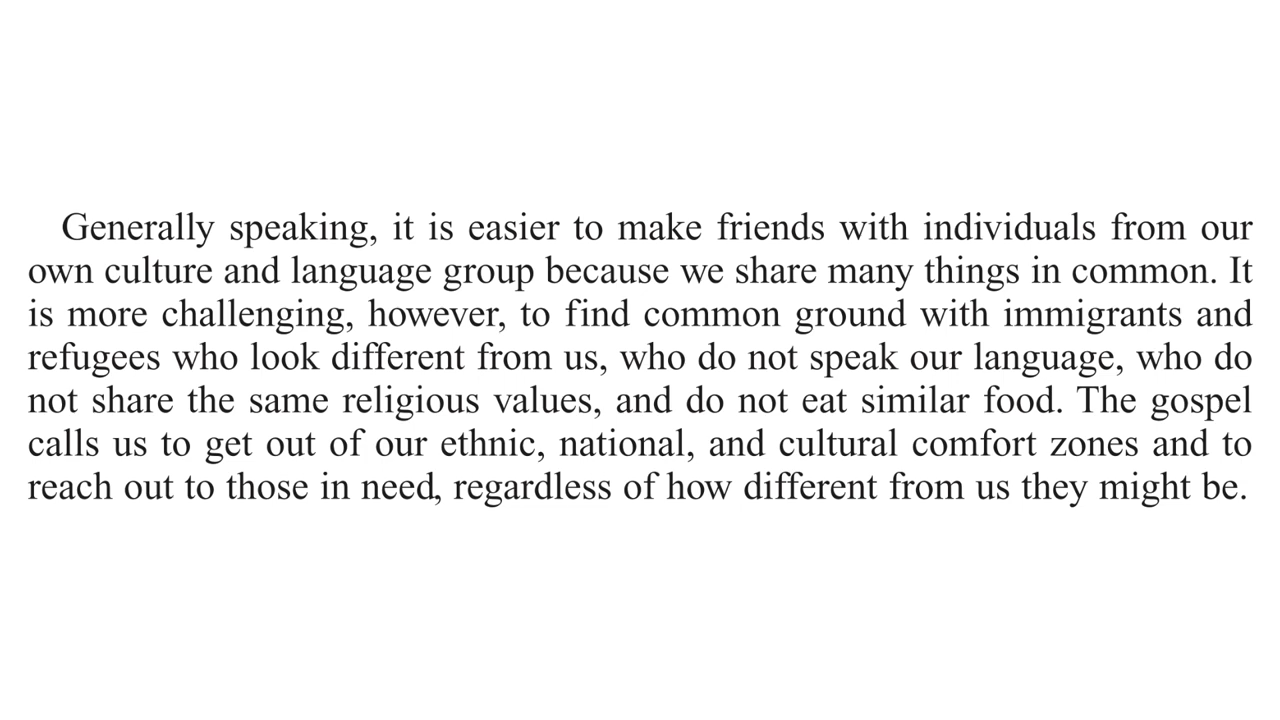 Generally speaking, it is easier to make friends with individuals from our
own culture and language group because we share many things in common. It
is more challenging, however, to find common ground with immigrants and
refugees who look different from us, who do not speak our language, who do
not share the same religious values, and do not eat similar food. The gospel
calls us to get out of our ethnic, national, and cultural comfort zones and to
reach out to those in need, regardless of how different from us they might be.